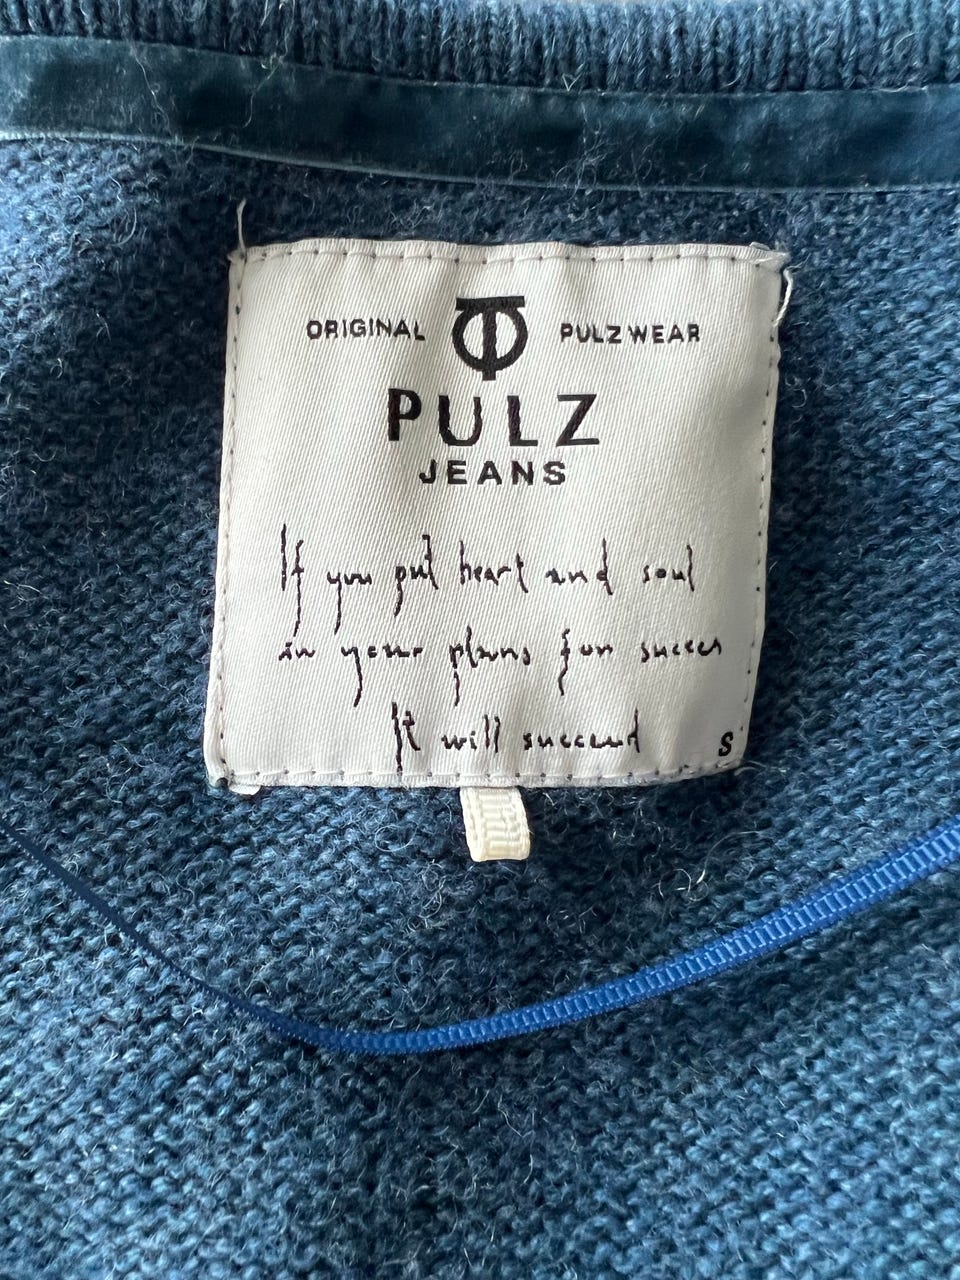 ORIGINAL PULZ WEAR
PULZ
JEANS
If you put heart and soul
in your plans for succes
It will succeed
S